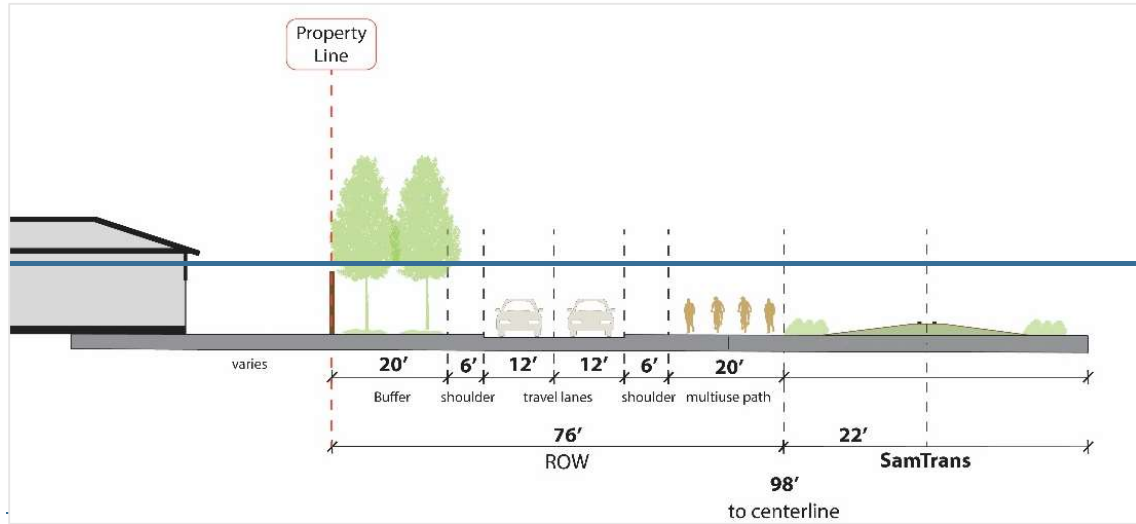 Property
Line
20’ 6’ 12’ 12’ 6’ 20’
varies Buffer shoulder travel lanes shoulder multiuse path
76’ 22’
ROW SamTrans
98’
to centerline